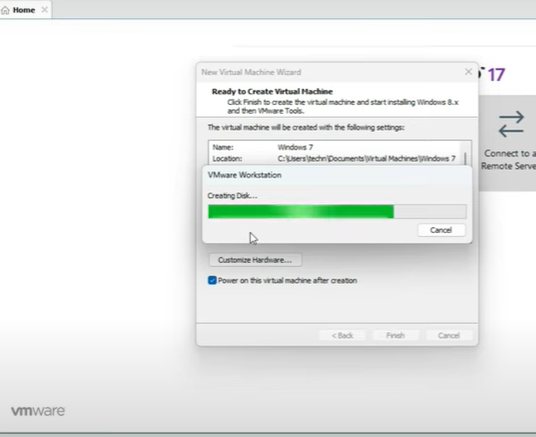 Home
New Virtual Machine Wizard
17
Ready to Create Virtual Machine
Click Finish to create the virtual machine and start installing Windows 8.x
and then VMware Tools.
The virtual machine will be created with the following settings:
Name: Windows 7
Location: C:\Users\techn\Documents\Virtual Machines\Windows 7
Connect to a
Remote Serve
VMware Workstation
Creating Disk...
Cancel
Customize Hardware...
Power on this virtual machine after creation
< Back Finish Cancel
vmware